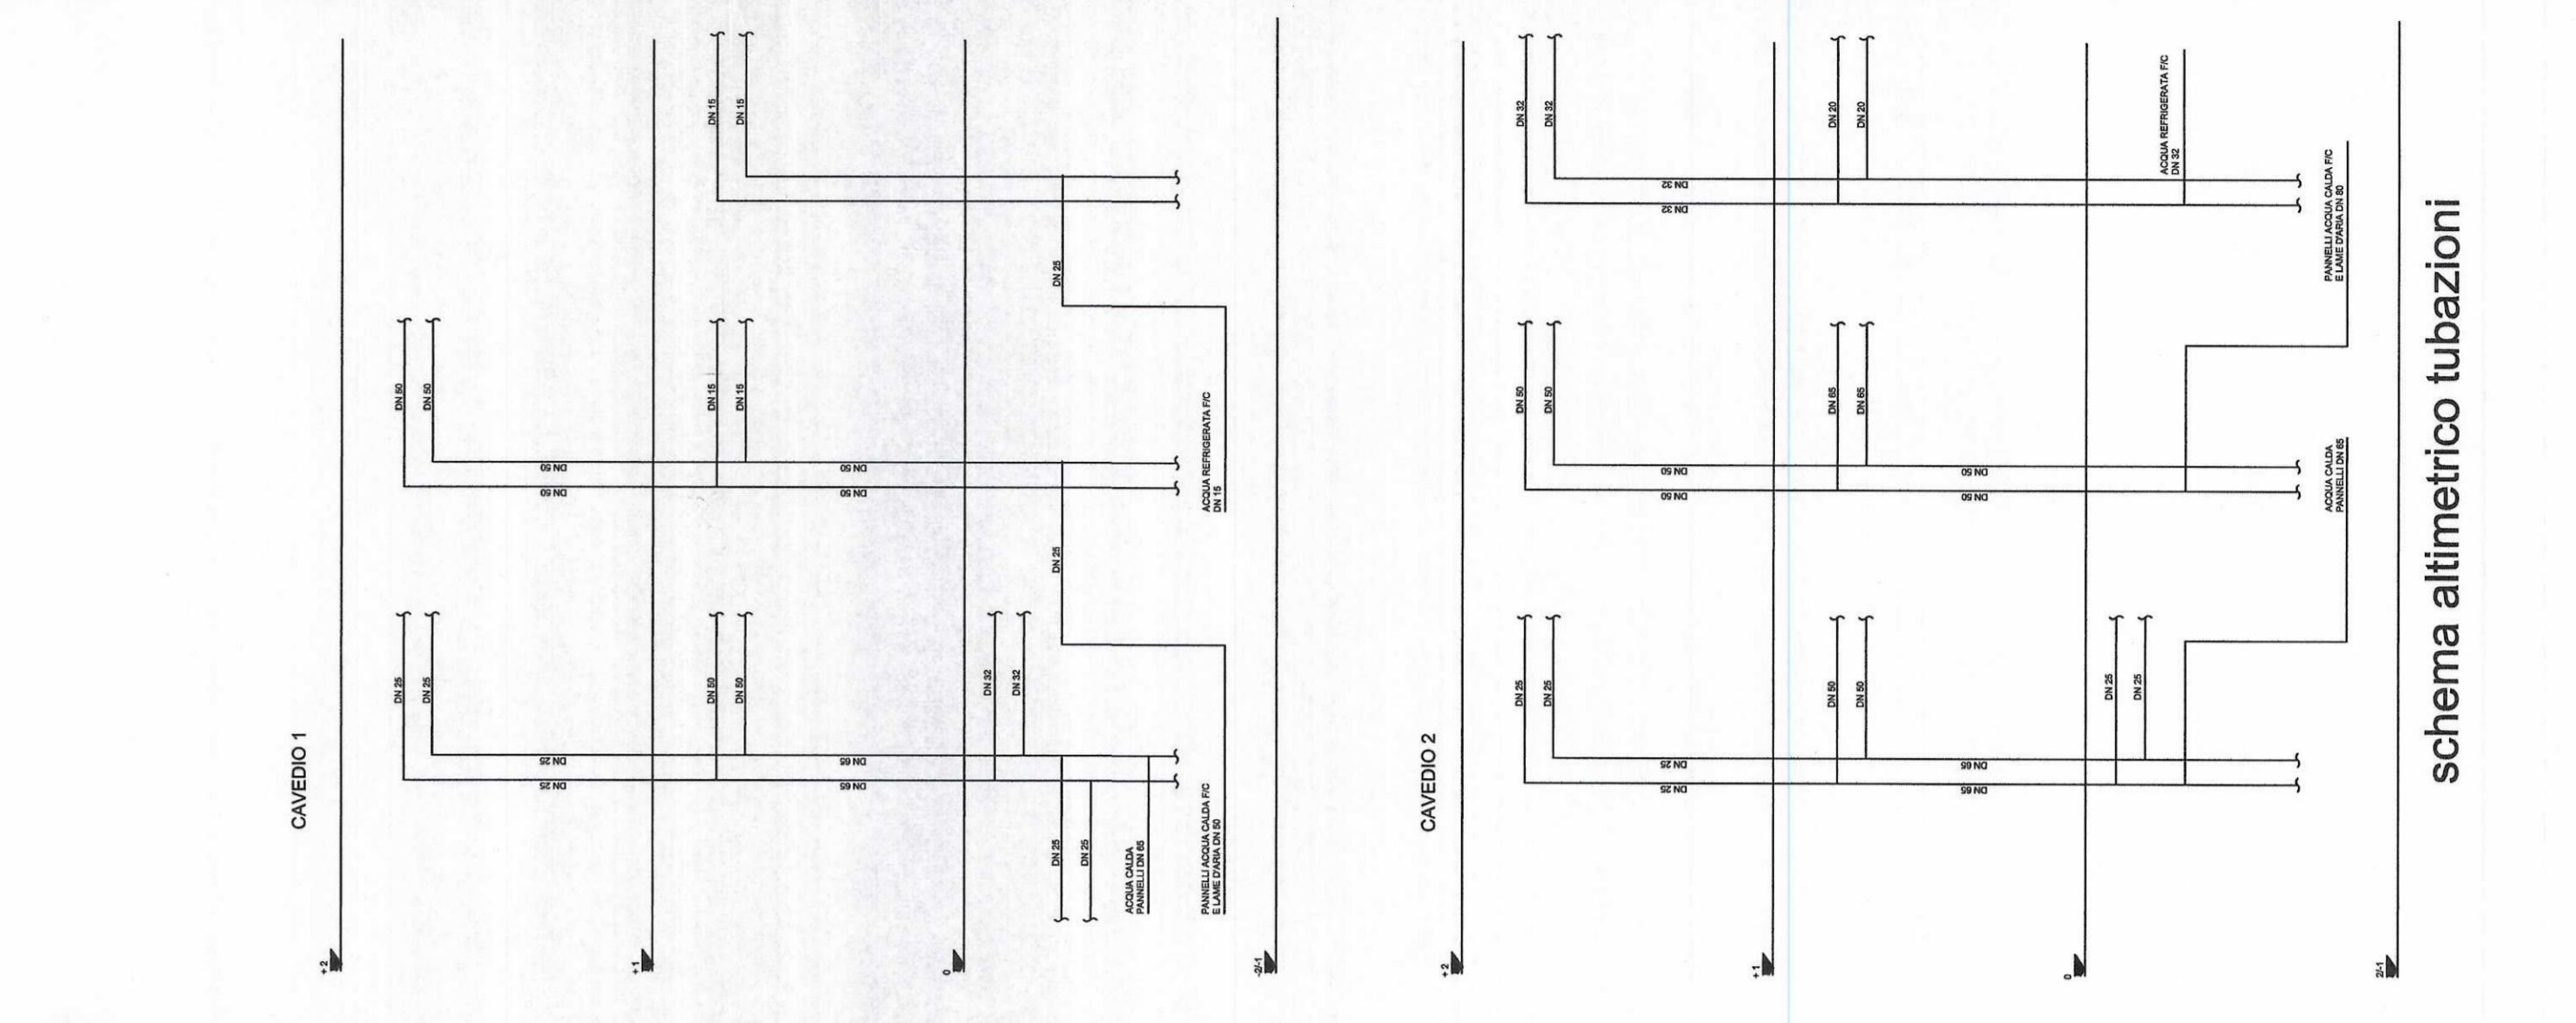 CAVEDIO 1
+2
DN 25
DN 25
DN 50
DN 50
DN 25
DN 25
DN 50
DN 50
+1
DN 50
DN 50
DN 15
DN 15
DN 15
DN 15
DN 65
DN 65
DN 50
DN 50
0
DN 32
DN 32
DN 25
DN 25
DN 25
DN 25
ACQUA CALDA
PANNELLI DN 65
PANNELLI ACQUA CALDA F/C
E LAME D'ARIA DN 50
ACQUA REFRIGERATA F/C
DN 15
-2/-1
CAVEDIO 2
+2
DN 25
DN 25
DN 50
DN 50
DN 32
DN 32
DN 25
DN 25
DN 50
DN 50
DN 32
DN 32
+1
DN 50
DN 50
DN 65
DN 65
DN 20
DN 20
DN 65
DN 65
DN 50
DN 50
0
DN 25
DN 25
ACQUA REFRIGERATA F/C
DN 32
ACQUA CALDA
PANNELLI DN 65
PANNELLI ACQUA CALDA F/C
E LAME D'ARIA DN 80
2/-1
schema altimetrico tubazioni